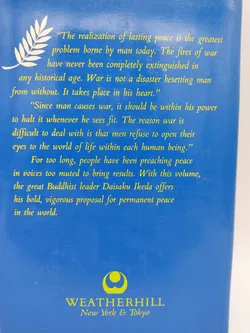 "The realization of lasting peace is the greatest
problem borne by man today. The fires of war
have never been completely extinguished in
any historical age. War is not a disaster besetting man
from without. It takes place in his heart."
"Since man causes war, it should be within his power
to halt it whenever he sees fit. The reason war is
difficult to deal with is that men refuse to open their
eyes to the world of life within each human being."
For too long, people have been preaching peace
in voices too muted to bring results. With this volume,
the great Buddhist leader Daisaku Ikeda offers
his bold, vigorous proposal for permanent peace
in the world.
WEATHERHILL
New York & Tokyo